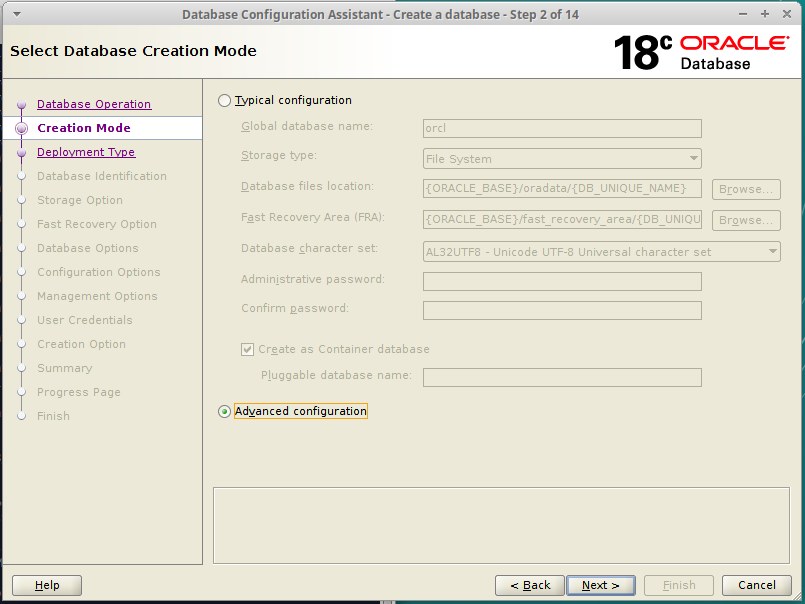 Database Configuration Assistant - Create a database - Step 2 of 14
Select Database Creation Mode
18c ORACLE
Database
Database Operation
Creation Mode
Deployment Type
Database Identification
Storage Option
Fast Recovery Option
Database Options
Configuration Options
Management Options
User Credentials
Creation Option
Summary
Progress Page
Finish
Typical configuration
Global database name: orcl
Storage type: File System
Database files location: {ORACLE_BASE}/oradata/{DB_UNIQUE_NAME} Browse...
Fast Recovery Area (FRA): {ORACLE_BASE}/fast_recovery_area/{DB_UNIQU Browse...
Database character set: AL32UTF8 - Unicode UTF-8 Universal character set
Administrative password:
Confirm password:
Create as Container database
Pluggable database name:
Advanced configuration
Help < Back Next > Finish Cancel